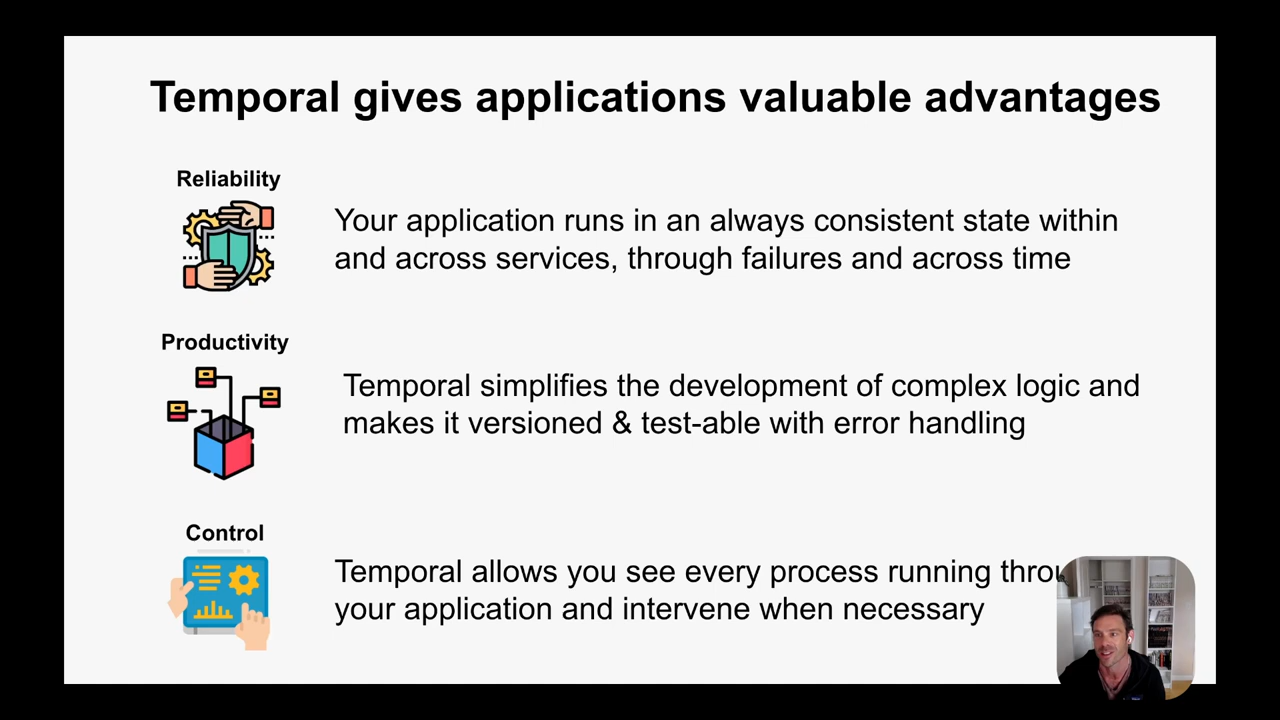 Temporal gives applications valuable advantages
Reliability
Your application runs in an always consistent state within
and across services, through failures and across time
Productivity
Temporal simplifies the development of complex logic and
makes it versioned & test-able with error handling
Control
Temporal allows you see every process running
your application and intervene when necessary